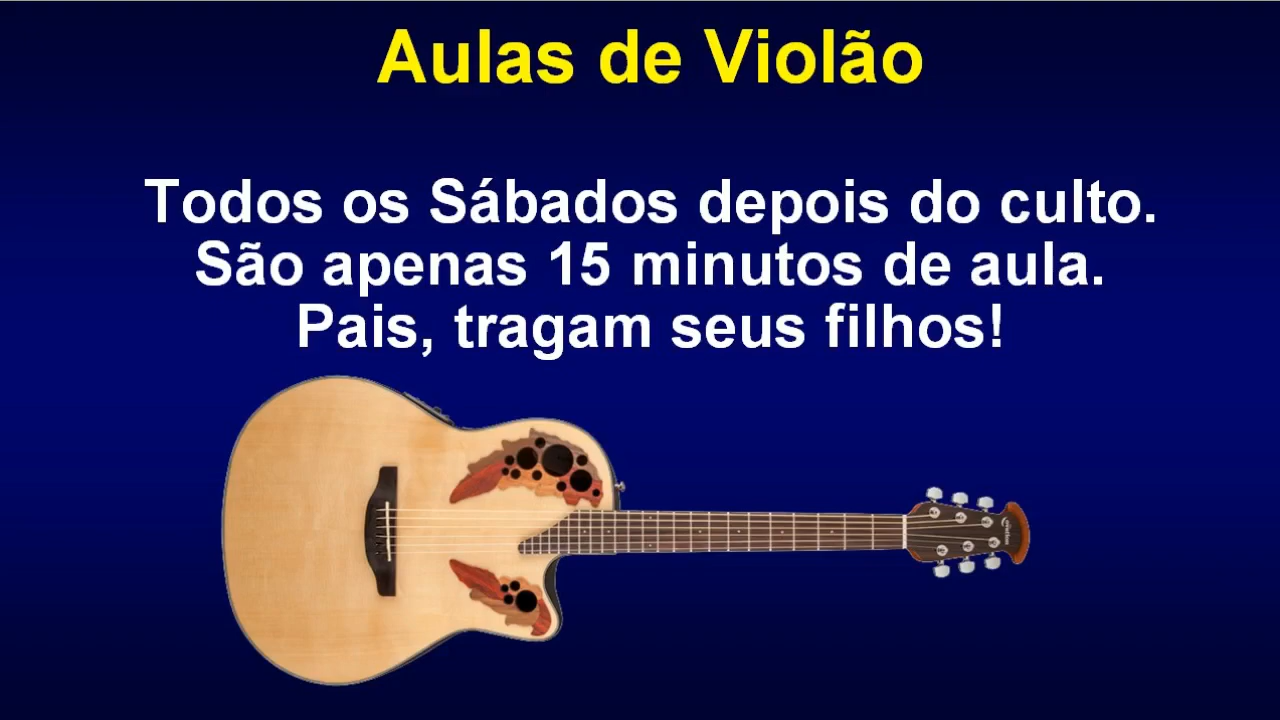 Aulas de Violão
Todos os Sábados depois do culto.
São apenas 15 minutos de aula.
Pais, tragam seus filhos!